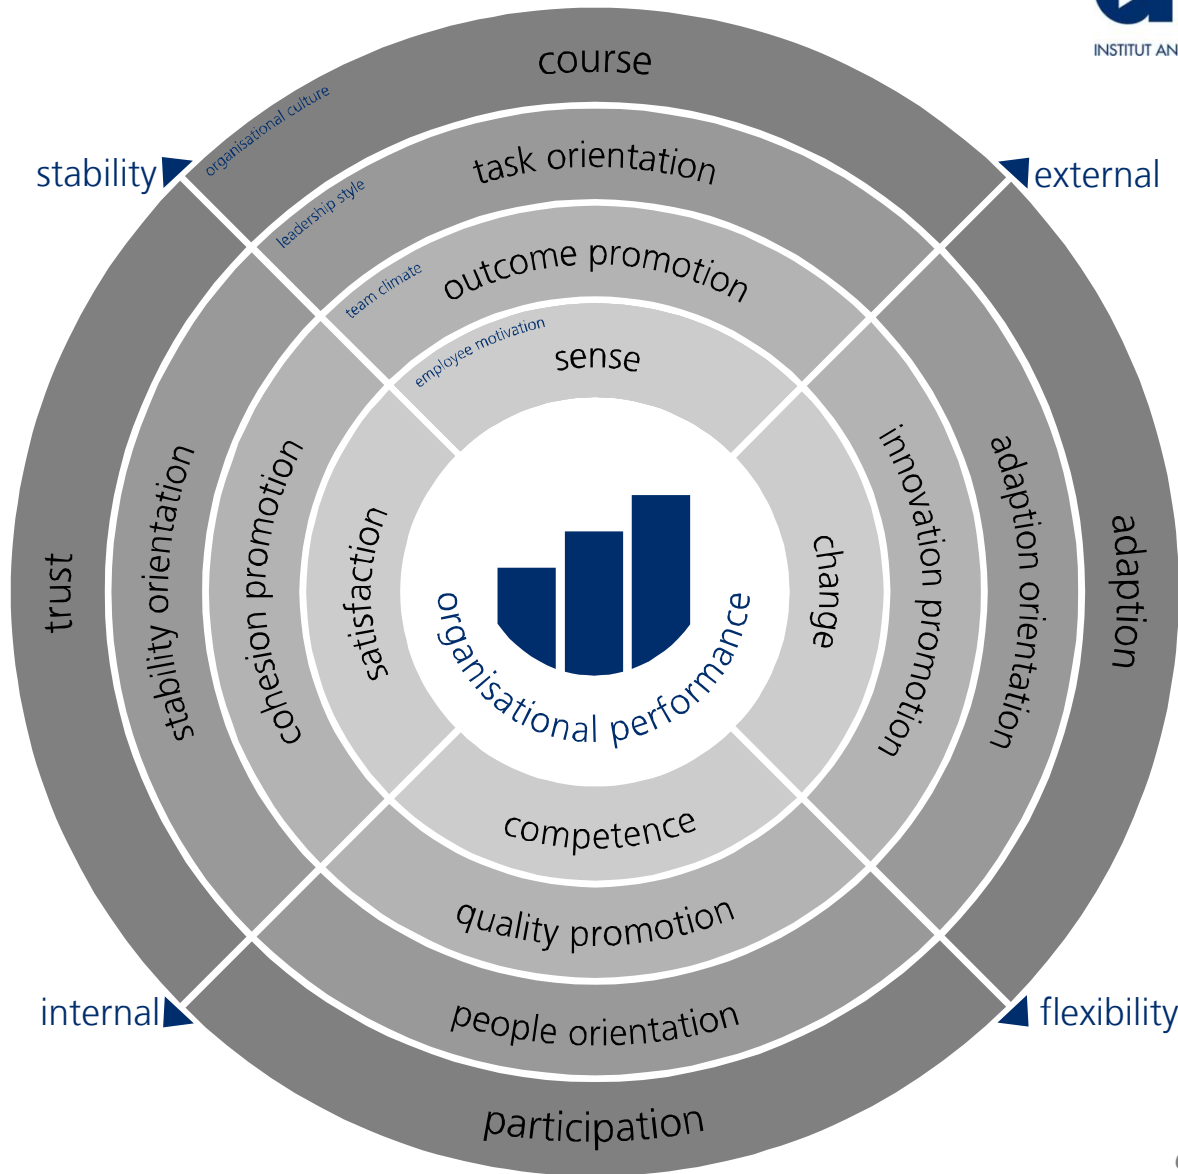 INSTITUT AN
course
organisational culture
stability
external
task orientation
leadership style
outcome promotion
team climate
sense
employee motivation
trust
stability orientation
cohesion promotion
satisfaction
change
innovation promotion
adaption orientation
adaption
organisational performance
competence
quality promotion
people orientation
participation
internal
flexibility